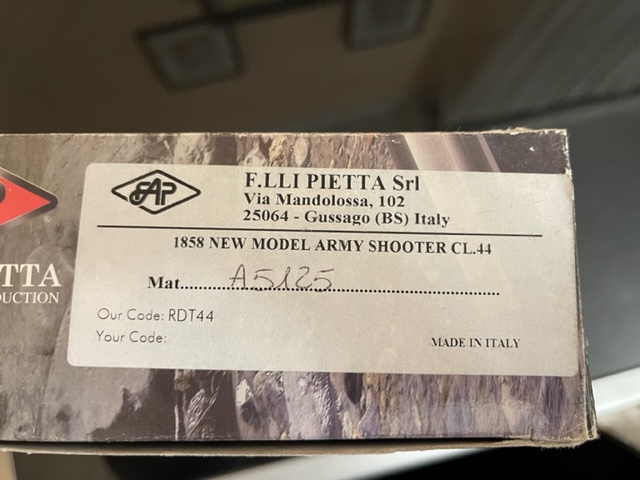 FAP
F.LLI PIETTA Srl
Via Mandolossa, 102
25064 - Gussago (BS) Italy
1858 NEW MODEL ARMY SHOOTER CL.44
Mat. A5125
TTA
DUCTION
Our Code: RDT44
Your Code:
MADE IN ITALY